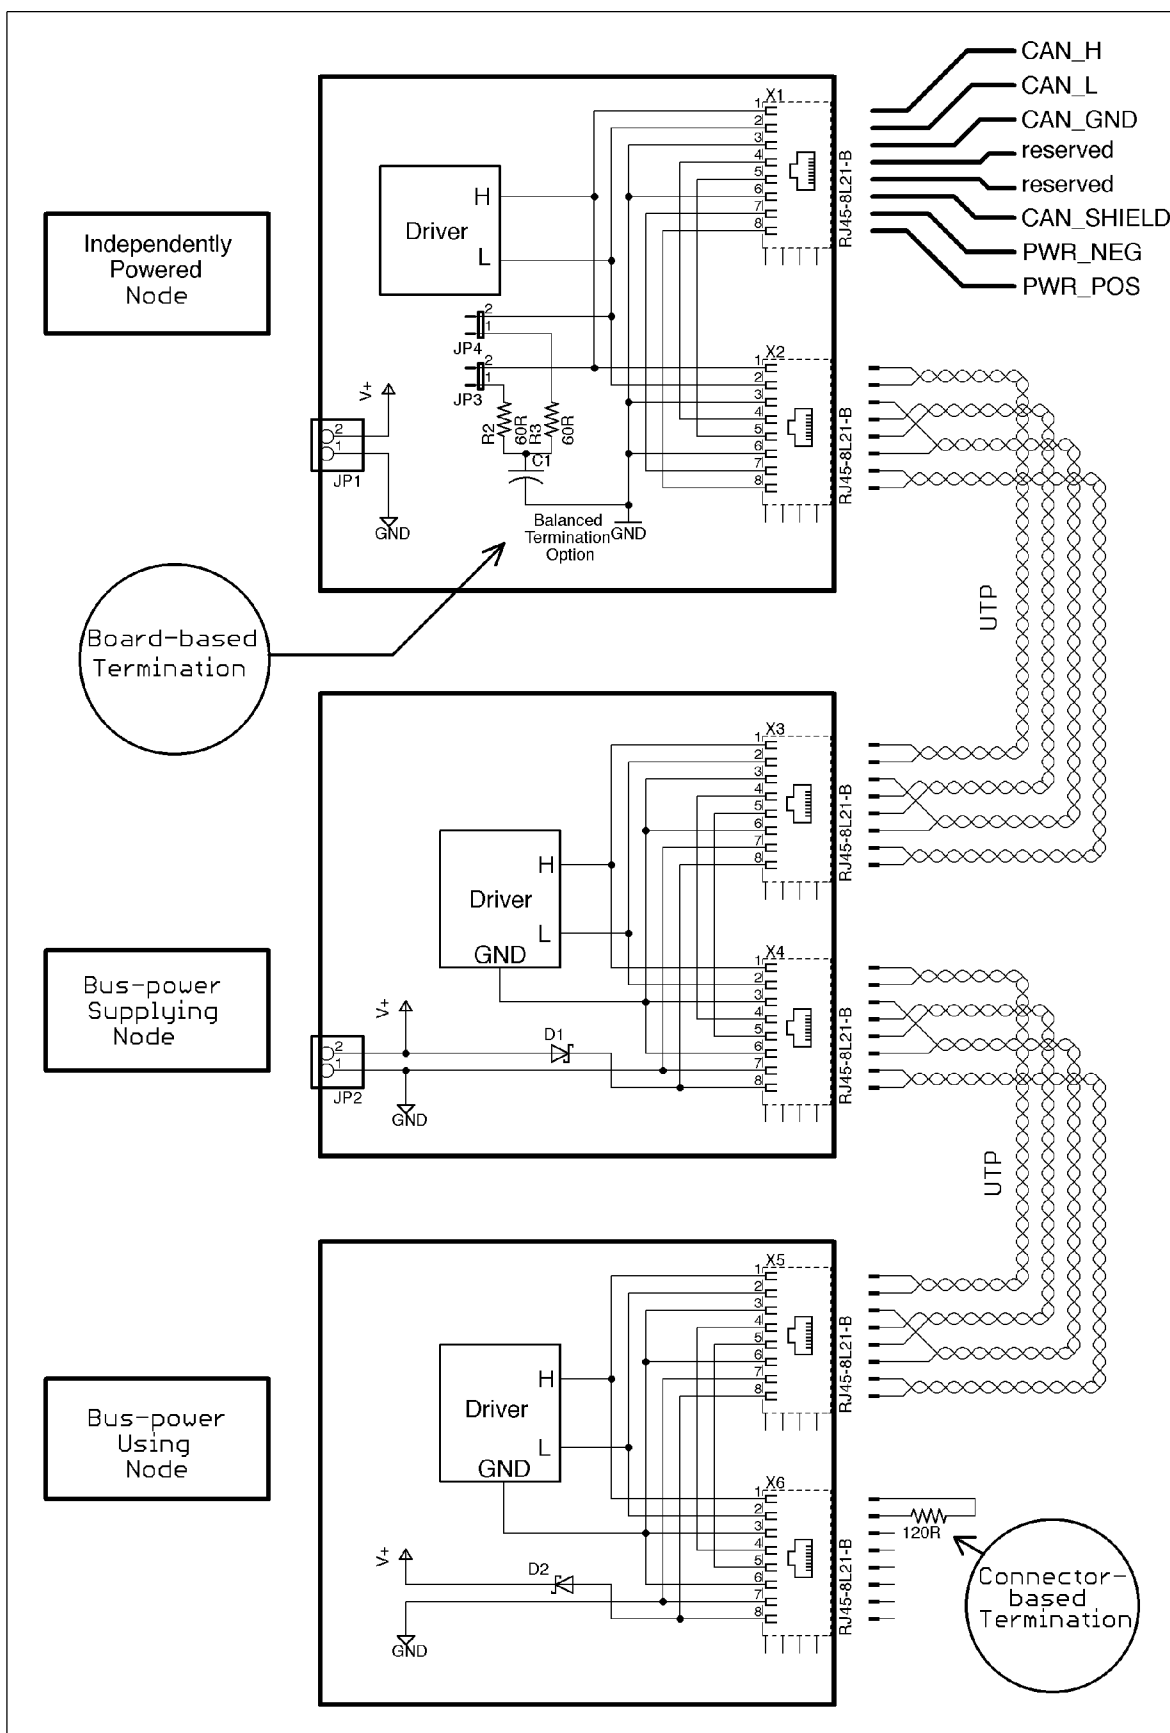 CAN_H
CAN_L
CAN_GND
reserved
reserved
CAN_SHIELD
PWR_NEG
PWR_POS
X1
1
2
3
4
5
6
7
8
RJ45-8L21-B
Driver
H
L
Independently
Powered
Node
2
1
JP4
2
1
JP3
R2
60R
R3
60R
C1
V+
2
1
JP1
GND
Balanced
Termination
Option
GND
X2
1
2
3
4
5
6
7
8
RJ45-8L21-B
UTP
Board-based
Termination
X3
1
2
3
4
5
6
7
8
RJ45-8L21-B
H
Driver
L
GND
Bus-power
Supplying
Node
V+
D1
2
1
JP2
GND
X4
1
2
3
4
5
6
7
8
RJ45-8L21-B
UTP
X5
1
2
3
4
5
6
7
8
RJ45-8L21-B
H
Driver
L
GND
Bus-power
Using
Node
V+
D2
GND
X6
1
2
3
4
5
6
7
8
RJ45-8L21-B
120R
Connector-
based
Termination